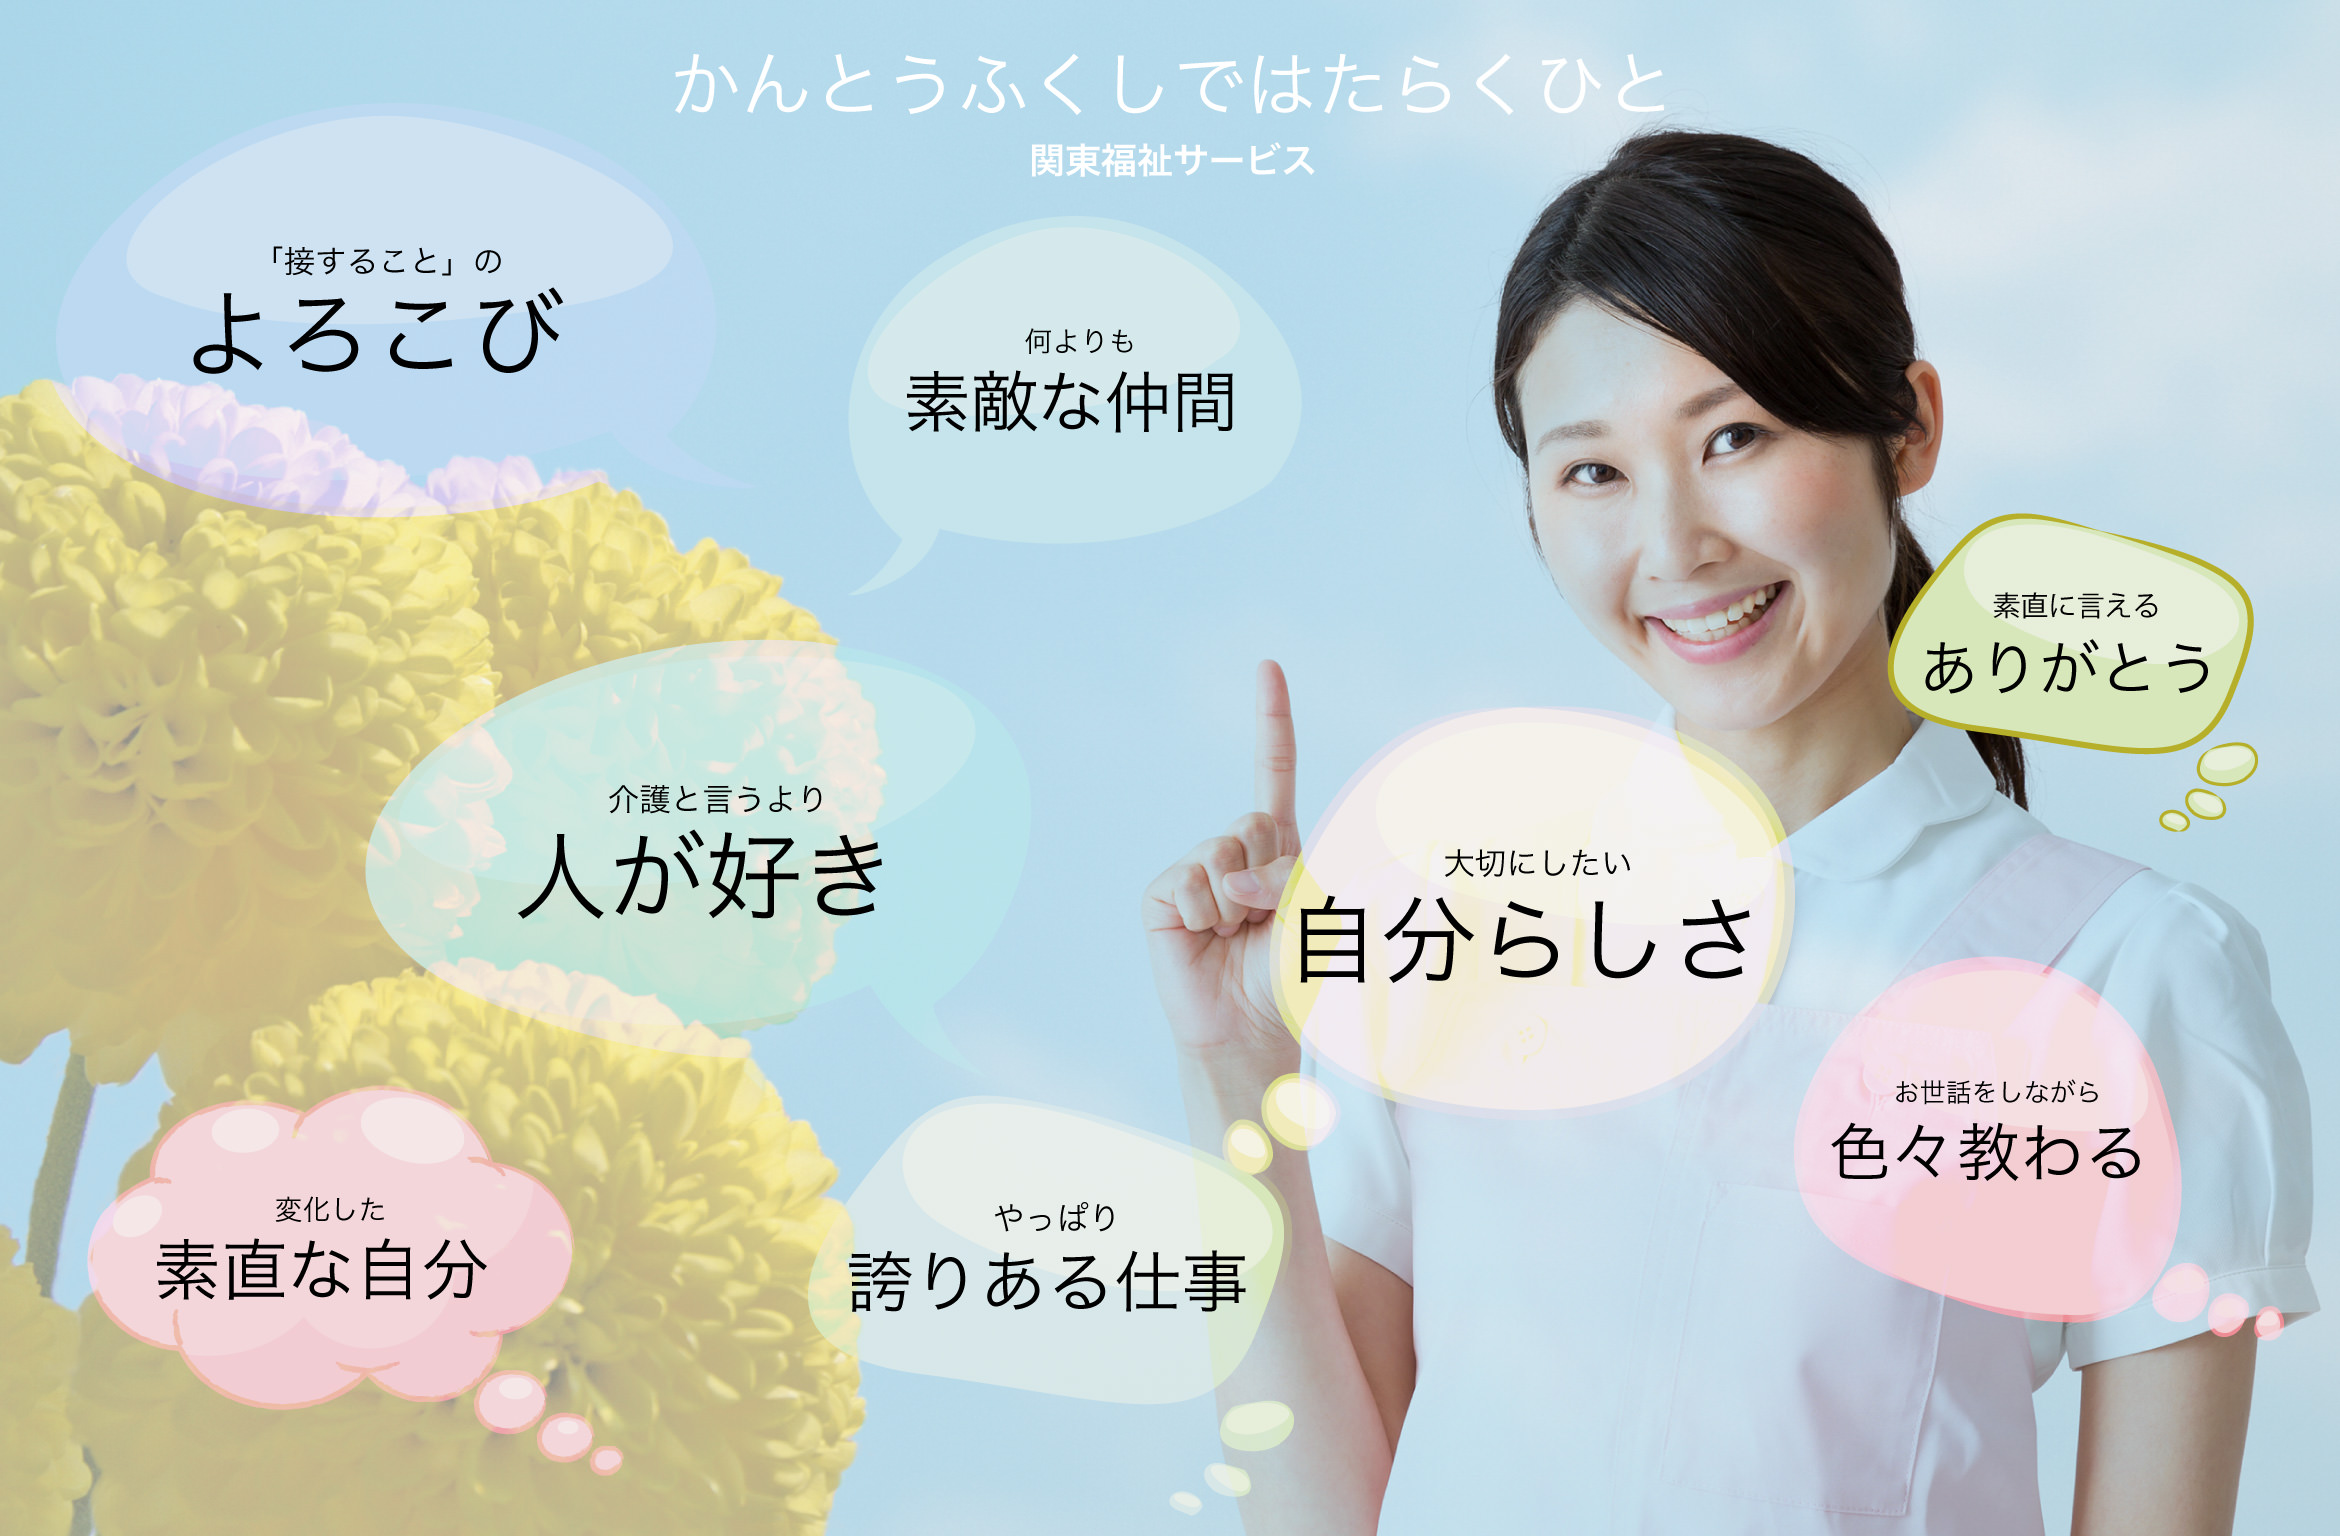 かんとうふくしではたらくひと
関東福祉サービス
「接すること」の
よろこび
何よりも
素敵な仲間
素直に言える
ありがとう
介護と言うより
人が好き
大切にしたい
自分らしさ
お世話をしながら
色々教わる
変化した
素直な自分
やっぱり
誇りある仕事